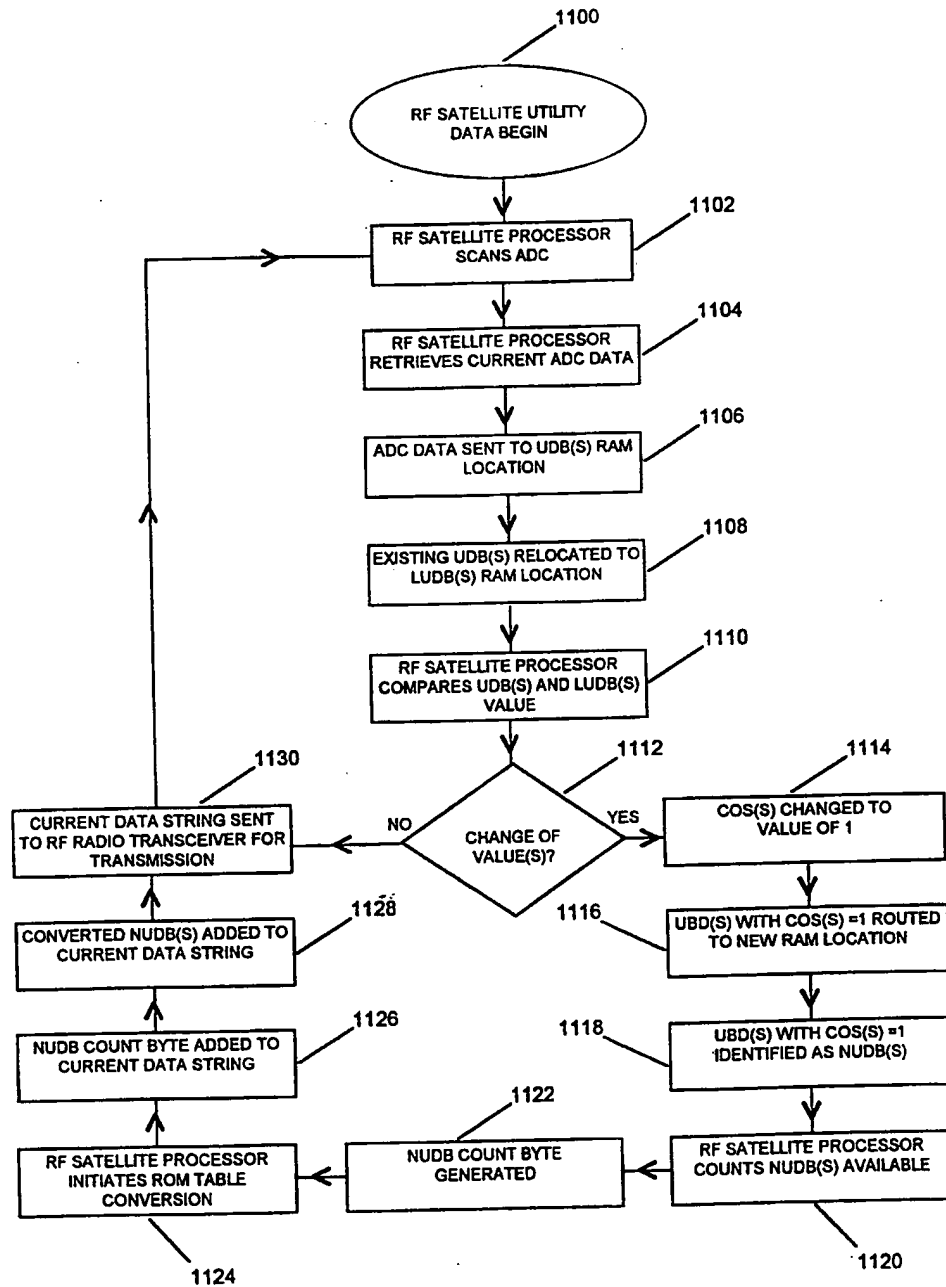 1100
RF SATELLITE UTILITY
DATA BEGIN
1102
RF SATELLITE PROCESSOR
SCANS ADC
1104
RF SATELLITE PROCESSOR
RETRIEVES CURRENT ADC DATA
1106
ADC DATA SENT TO UDB(S) RAM
LOCATION
1108
EXISTING UDB(S) RELOCATED TO
LUDB(S) RAM LOCATION
1110
RF SATELLITE PROCESSOR
COMPARES UDB(S) AND LUDB(S)
VALUE
1112
CHANGE OF
VALUE(S)?
NO
YES
1114
COS(S) CHANGED TO
VALUE OF 1
1116
UBD(S) WITH COS(S) =1 ROUTED
TO NEW RAM LOCATION
1118
UBD(S) WITH COS(S) =1
IDENTIFIED AS NUDB(S)
RF SATELLITE PROCESSOR
COUNTS NUDB(S) AVAILABLE
1120
1122
NUDB COUNT BYTE
GENERATED
RF SATELLITE PROCESSOR
INITIATES ROM TABLE
CONVERSION
1124
1126
NUDB COUNT BYTE ADDED TO
CURRENT DATA STRING
1128
CONVERTED NUDB(S) ADDED TO
CURRENT DATA STRING
1130
CURRENT DATA STRING SENT
TO RF RADIO TRANSCEIVER FOR
TRANSMISSION